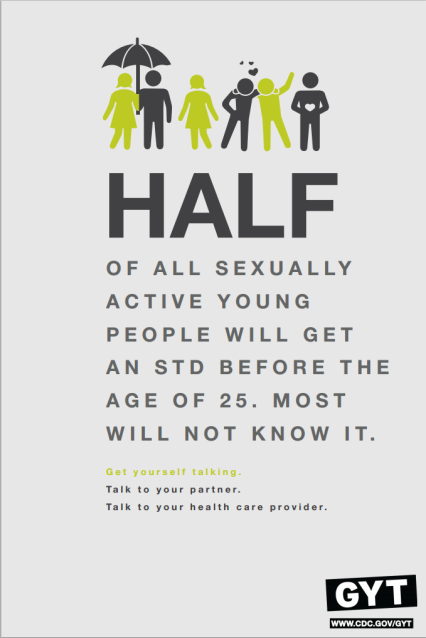 HALF
OF ALL SEXUALLY
ACTIVE YOUNG
PEOPLE WILL GET
AN STD BEFORE THE
AGE OF 25. MOST
WILL NOT KNOW IT.
Get yourself talking.
Talk to your partner.
Talk to your health care provider.
GYT
WWW.CDC.GOV/GYT